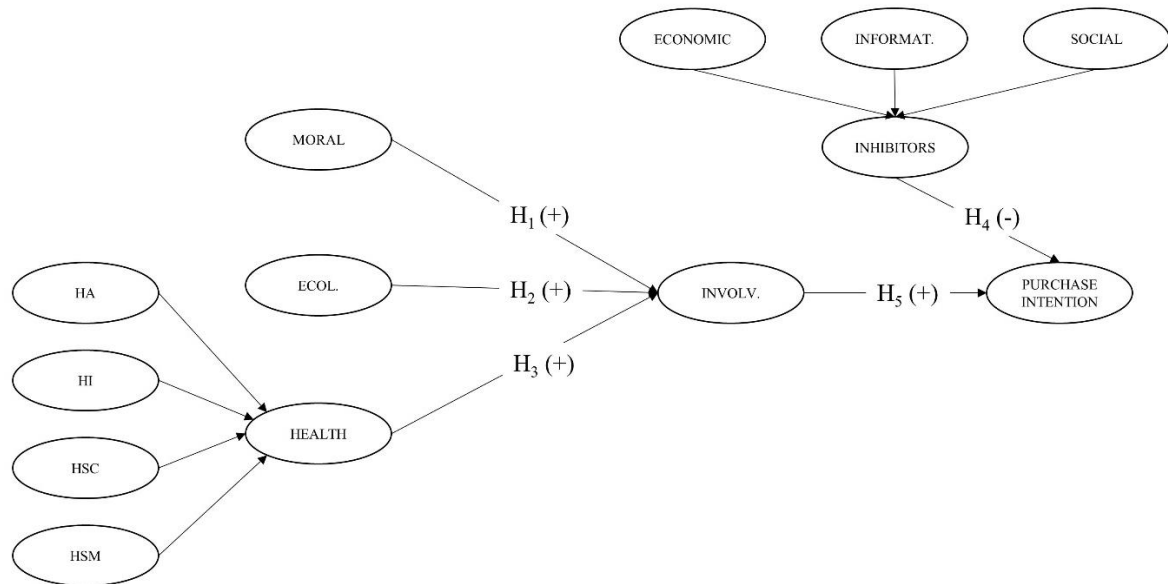 ECONOMIC
INFORMAT.
SOCIAL
MORAL
INHIBITORS
H₁ (+)
H₄ (-)
HA
ECOL.
H₂ (+)
INVOLV.
H₅ (+)
PURCHASE
INTENTION
H₃ (+)
HI
HEALTH
HSC
HSM